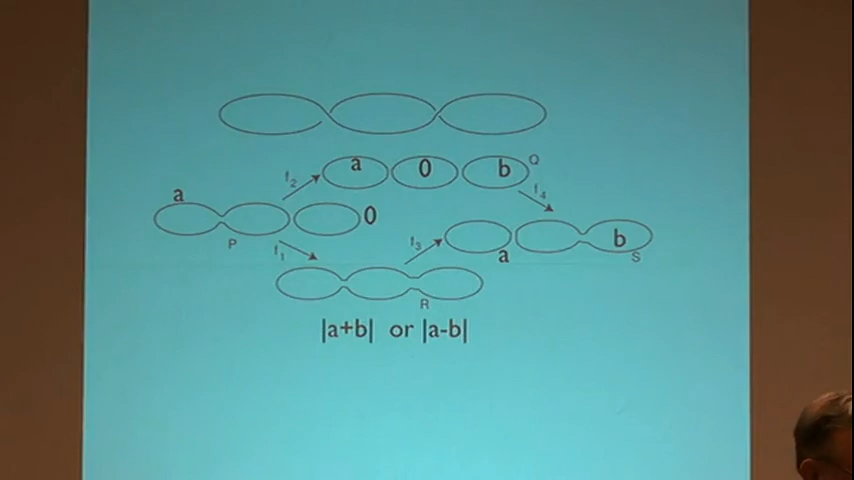 f₂ a 0 b Q
a f₄
0
P f₃ b
f₁ a S
R
|a+b| or |a-b|